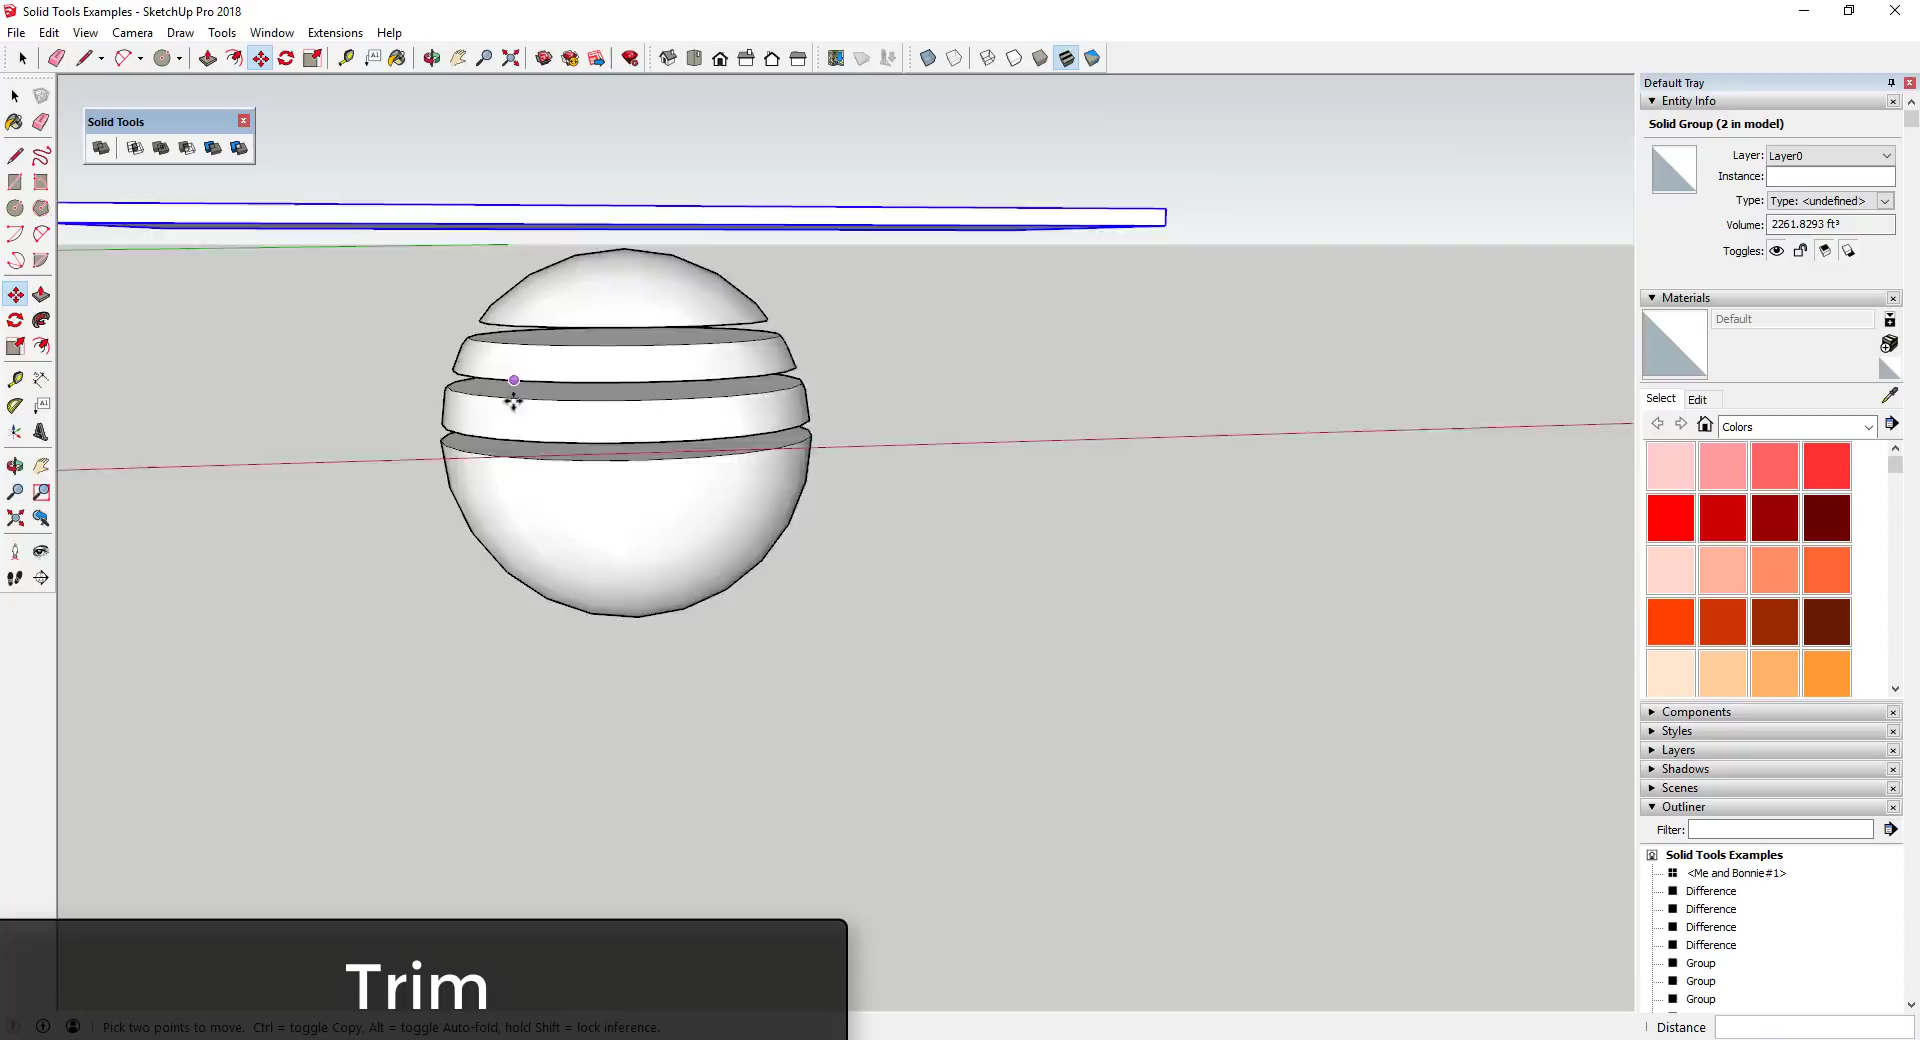 Solid Tools Examples - SketchUp Pro 2018
File Edit View Camera Draw Tools Window Extensions Help
Default Tray
Entity Info
Solid Group (2 in model)
Layer: Layer0
Instance:
Type: Type: <undefined>
Volume: 2261.8293 ft³
Toggles:
Materials
Default
Select Edit
Colors
Components
Styles
Layers
Shadows
Scenes
Outliner
Filter:
Solid Tools Examples
<Me and Bonnie#1>
Difference
Difference
Difference
Difference
Group
Group
Group
Solid Tools
Trim
Pick two points to move. Ctrl = toggle Copy, Alt = toggle Auto-fold, hold Shift = lock inference.
Distance